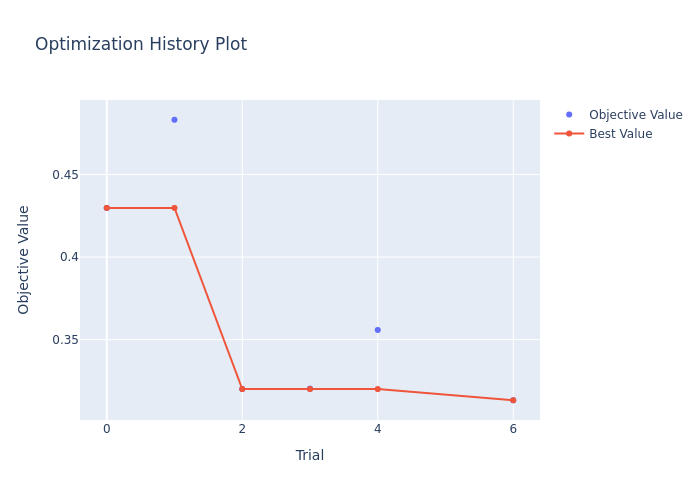 Optimization History Plot
Objective Value
Best Value
0.45
0.4
0.35
Objective Value
0
2
4
6
Trial